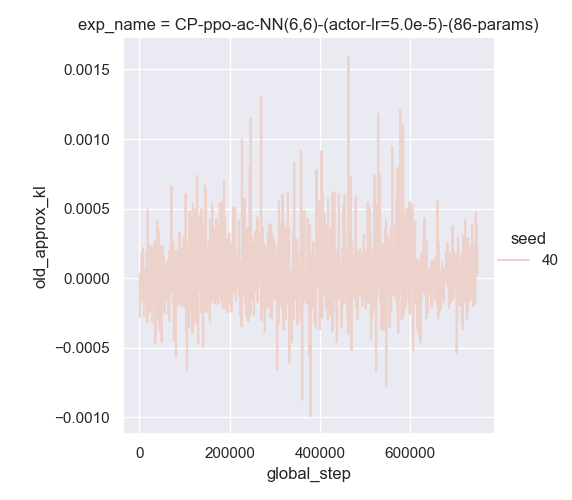 exp_name = CP-ppo-ac-NN(6,6)-(actor-lr=5.0e-5)-(86-params)
0.0015
0.0010
0.0005
0.0000
−0.0005
−0.0010
old_approx_kl
0
200000
400000
600000
global_step
seed
40